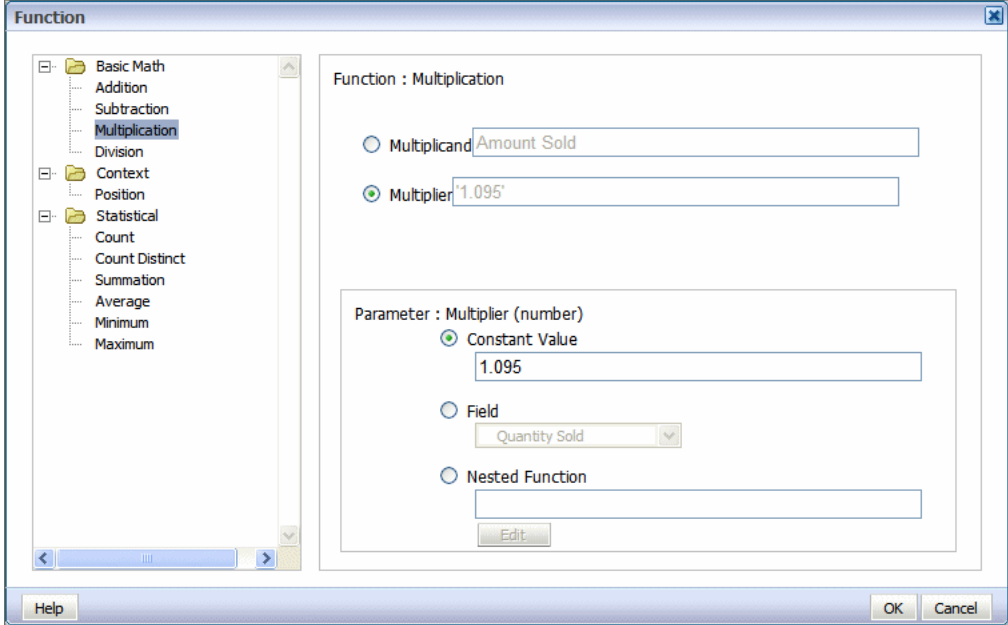 Function
Basic Math
Addition
Subtraction
Multiplication
Division
Context
Position
Statistical
Count
Count Distinct
Summation
Average
Minimum
Maximum
Function : Multiplication
Multiplicand Amount Sold
Multiplier '1.095'
Parameter : Multiplier (number)
Constant Value
1.095
Field
Quantity Sold
Nested Function
Edit
Help OK Cancel